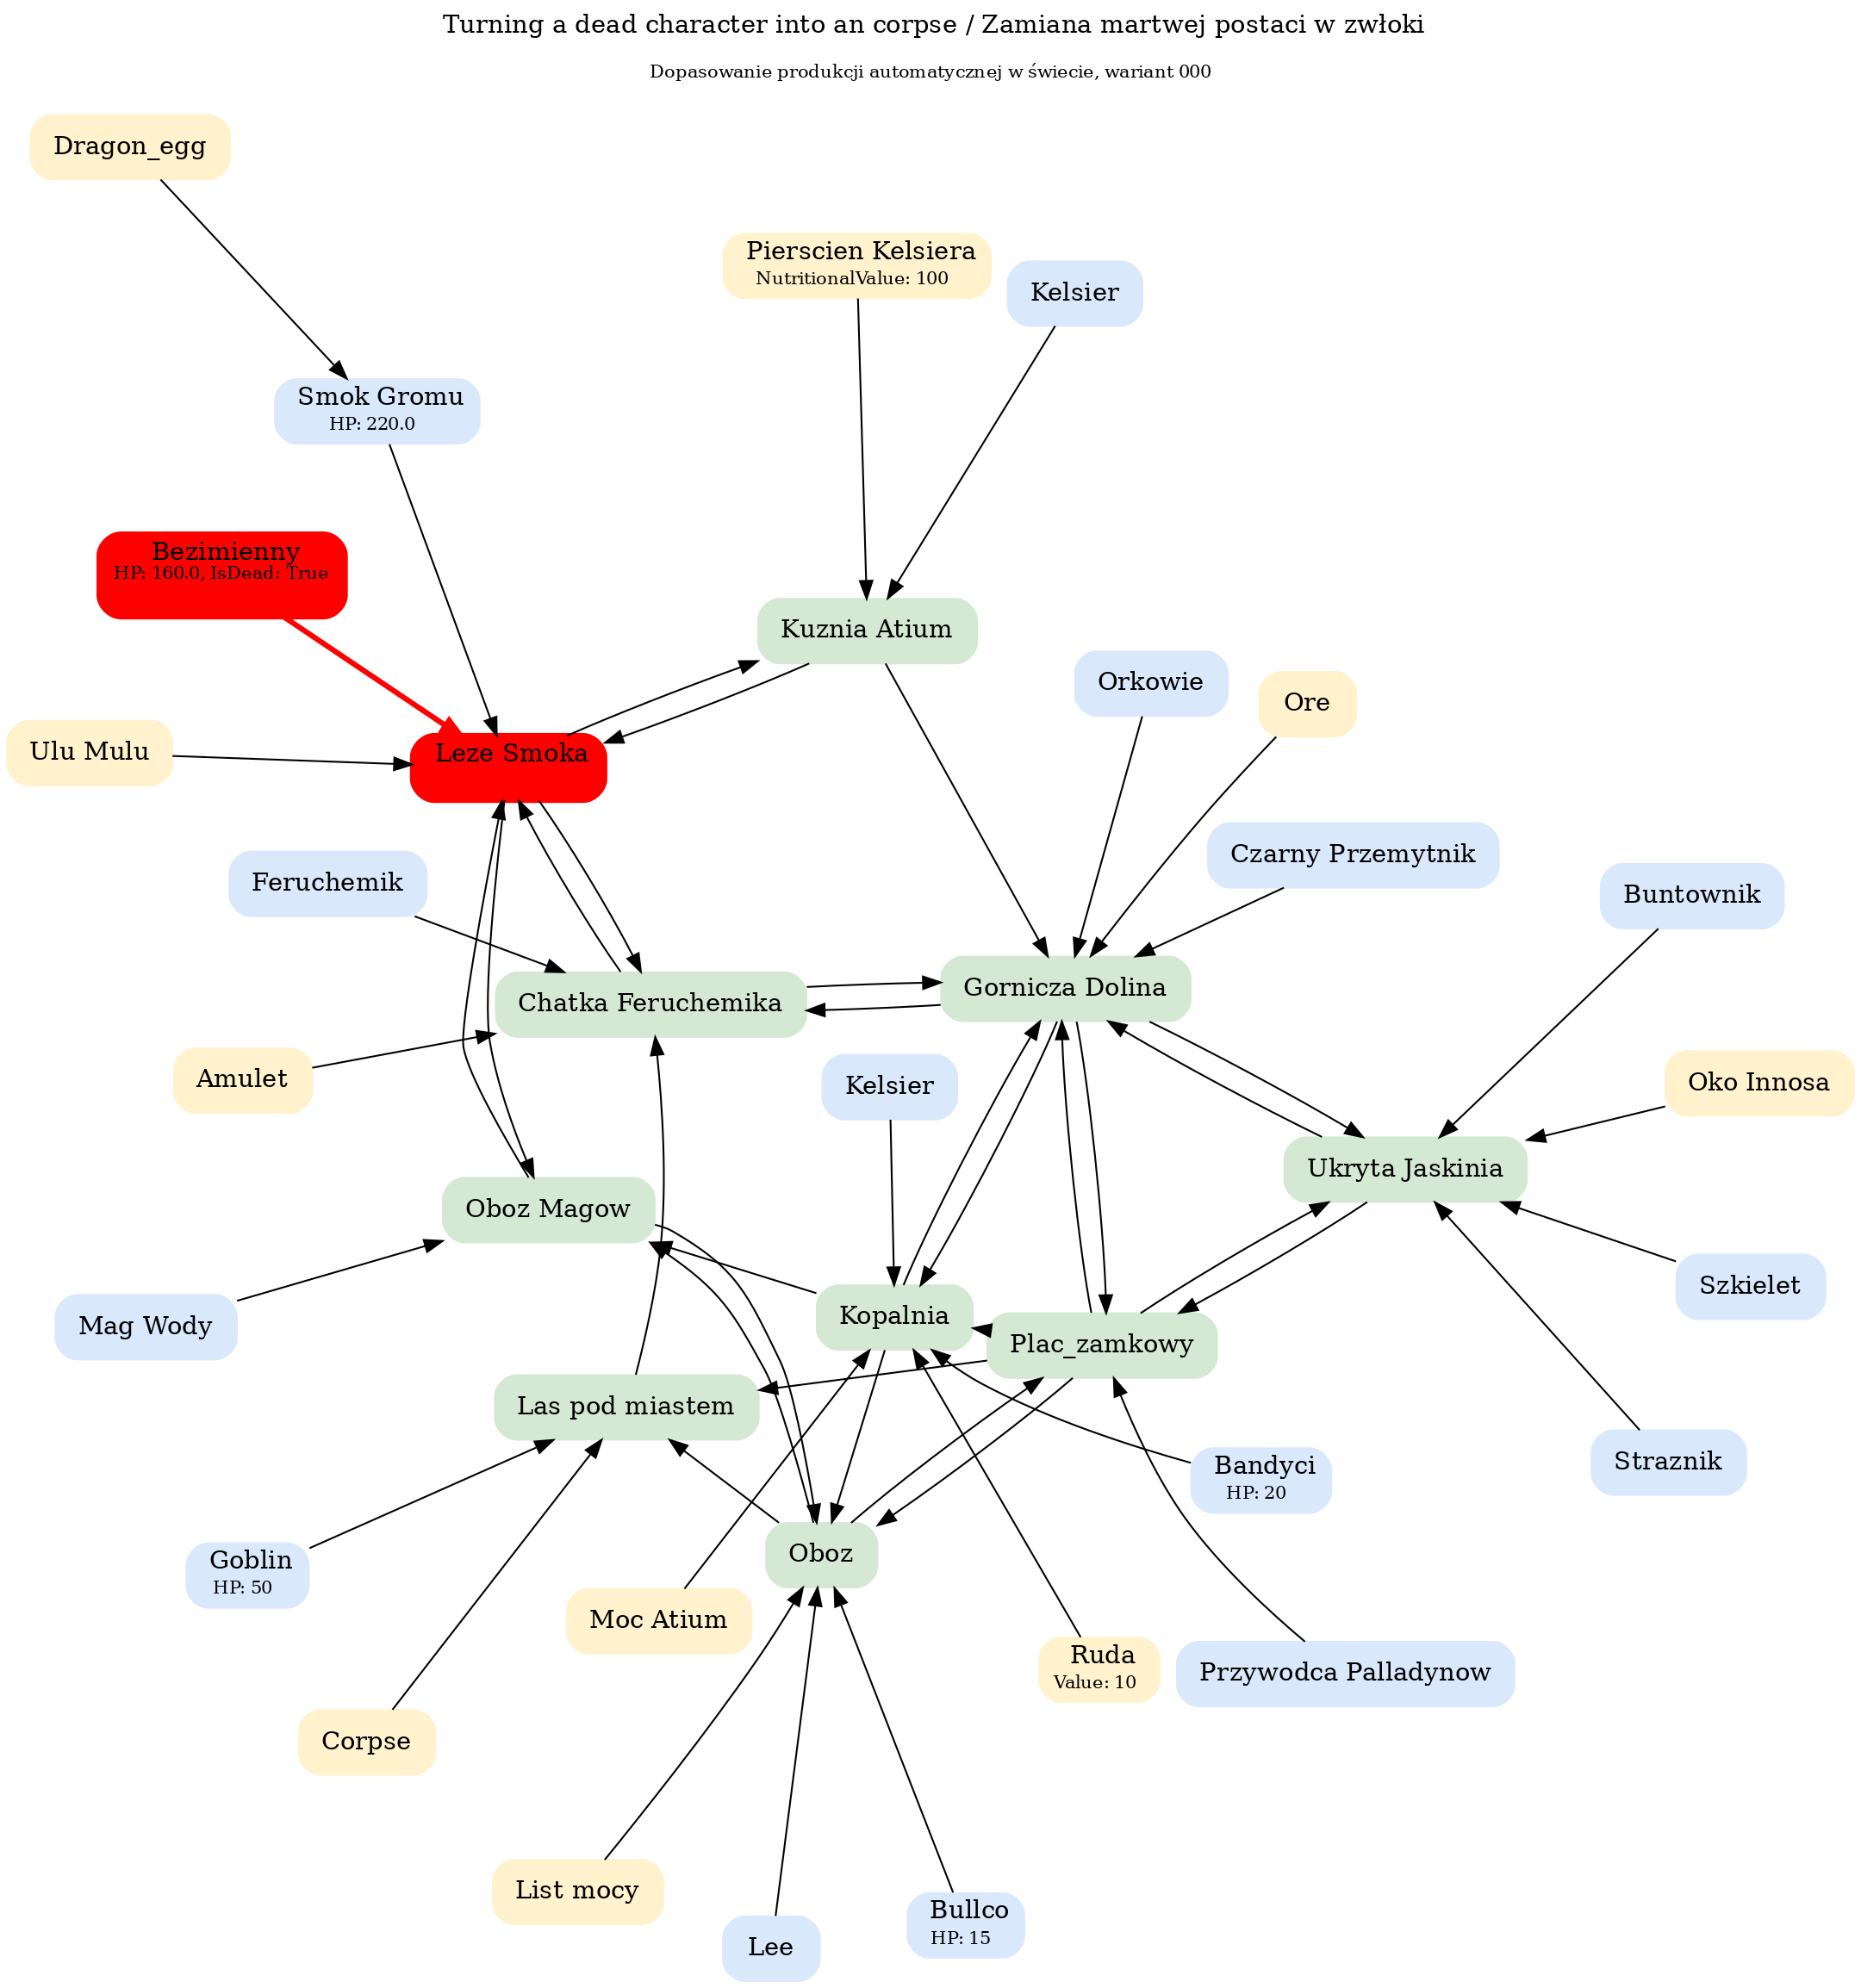 Turning a dead character into an corpse / Zamiana martwej postaci w zwłoki
Dopasowanie produkcji automatycznej w świecie, wariant 000
Dragon_egg
Pierscien Kelsiera
NutritionalValue: 100
Kelsier
Smok Gromu
HP: 220.0
Bezimienny
HP: 160.0, IsDead: True
Kuznia Atium
Orkowie
Ore
Ulu Mulu
Leze Smoka
Czarny Przemytnik
Feruchemik
Buntownik
Chatka Feruchemika
Gornicza Dolina
Amulet
Kelsier
Oko Innosa
Ukryta Jaskinia
Oboz Magow
Szkielet
Mag Wody
Kopalnia
Plac_zamkowy
Las pod miastem
Straznik
Bandyci
HP: 20
Goblin
HP: 50
Oboz
Moc Atium
Ruda
Value: 10
Przywodca Palladynow
Corpse
List mocy
Lee
Bullco
HP: 15